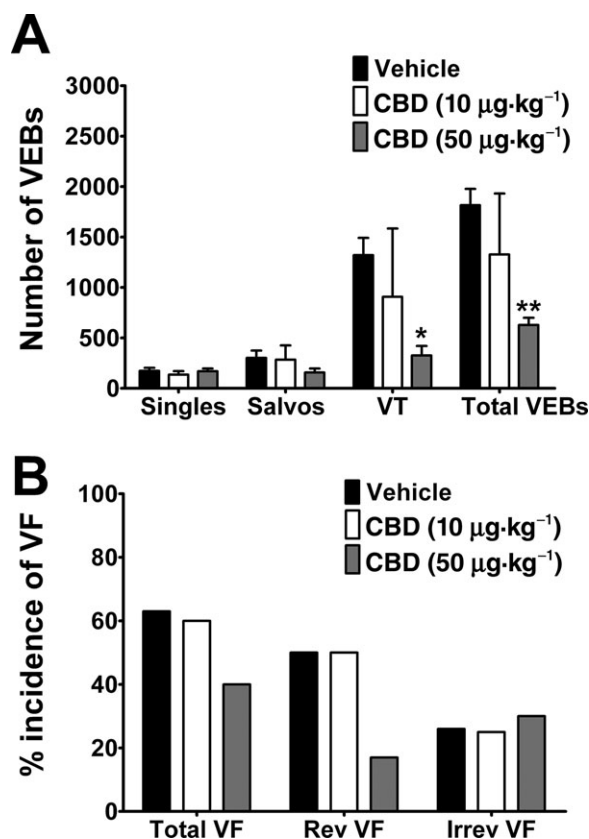 A
Vehicle
CBD (10 µg·kg⁻¹)
CBD (50 µg·kg⁻¹)
Number of VEBs
3000
2500
2000
1500
1000
500
0
*
**
Singles Salvos VT Total VEBs
B
Vehicle
CBD (10 µg·kg⁻¹)
CBD (50 µg·kg⁻¹)
% incidence of VF
100
80
60
40
20
0
Total VF Rev VF Irrev VF